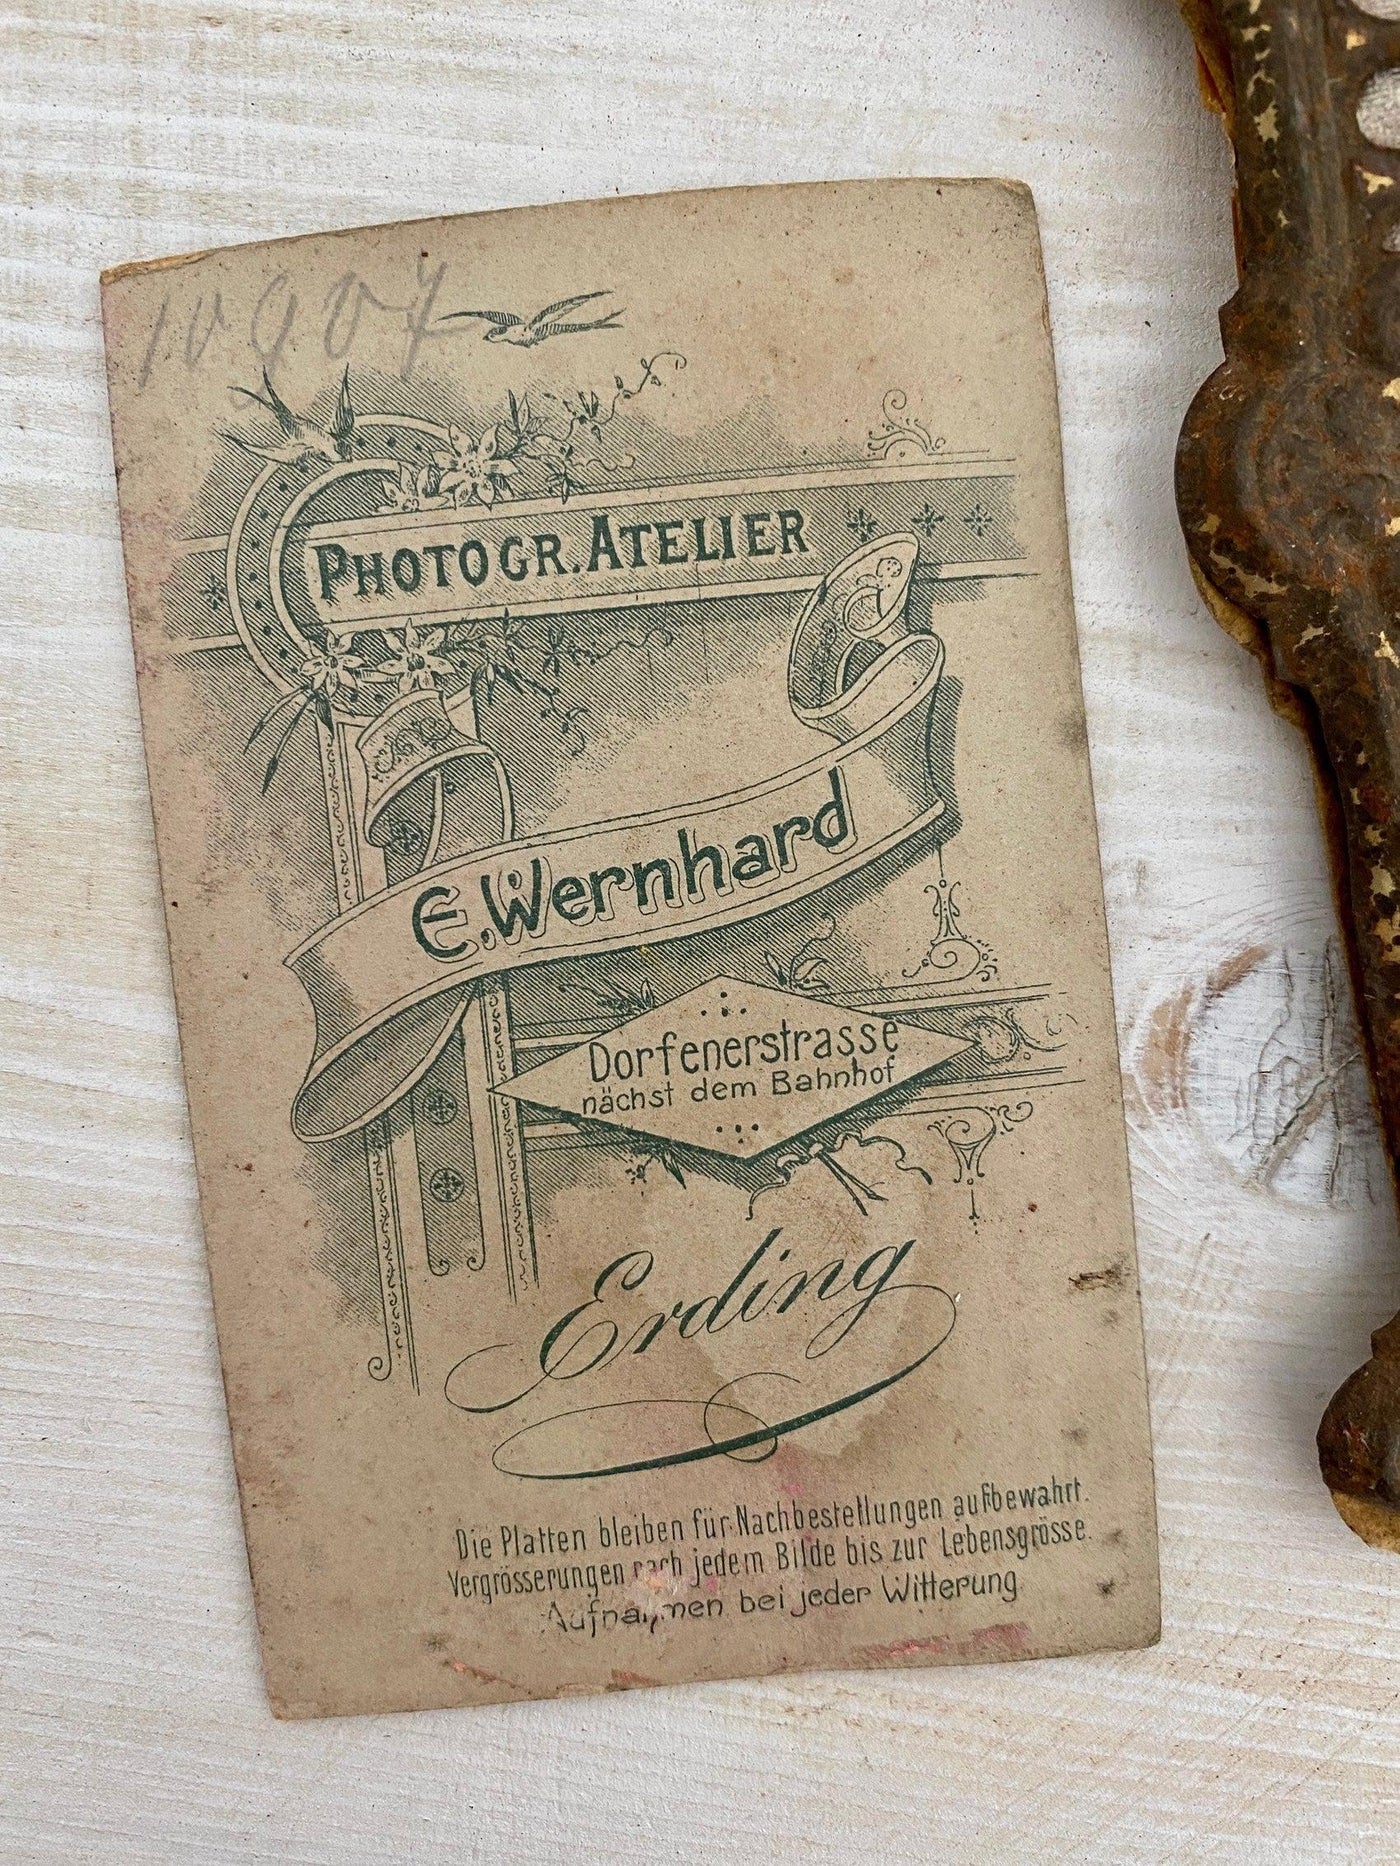 10907
PHOTOGR. ATELIER
E. Wernhard
Dorfenerstrasse
nächst dem Bahnhof
Erding
Die Platten bleiben für Nachbestellungen aufbewahrt.
Vergrösserungen nach jedem Bilde bis zur Lebensgrösse.
Aufnahmen bei jeder Witterung